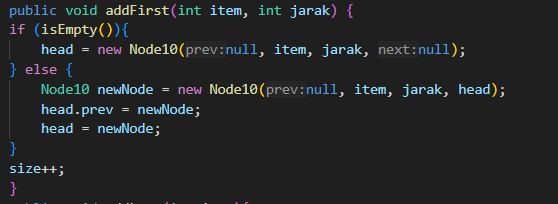 public void addFirst(int item, int jarak) {
if (isEmpty()){
    head = new Node10(prev:null, item, jarak, next:null);
} else {
    Node10 newNode = new Node10(prev:null, item, jarak, head);
    head.prev = newNode;
    head = newNode;
}
size++;
}